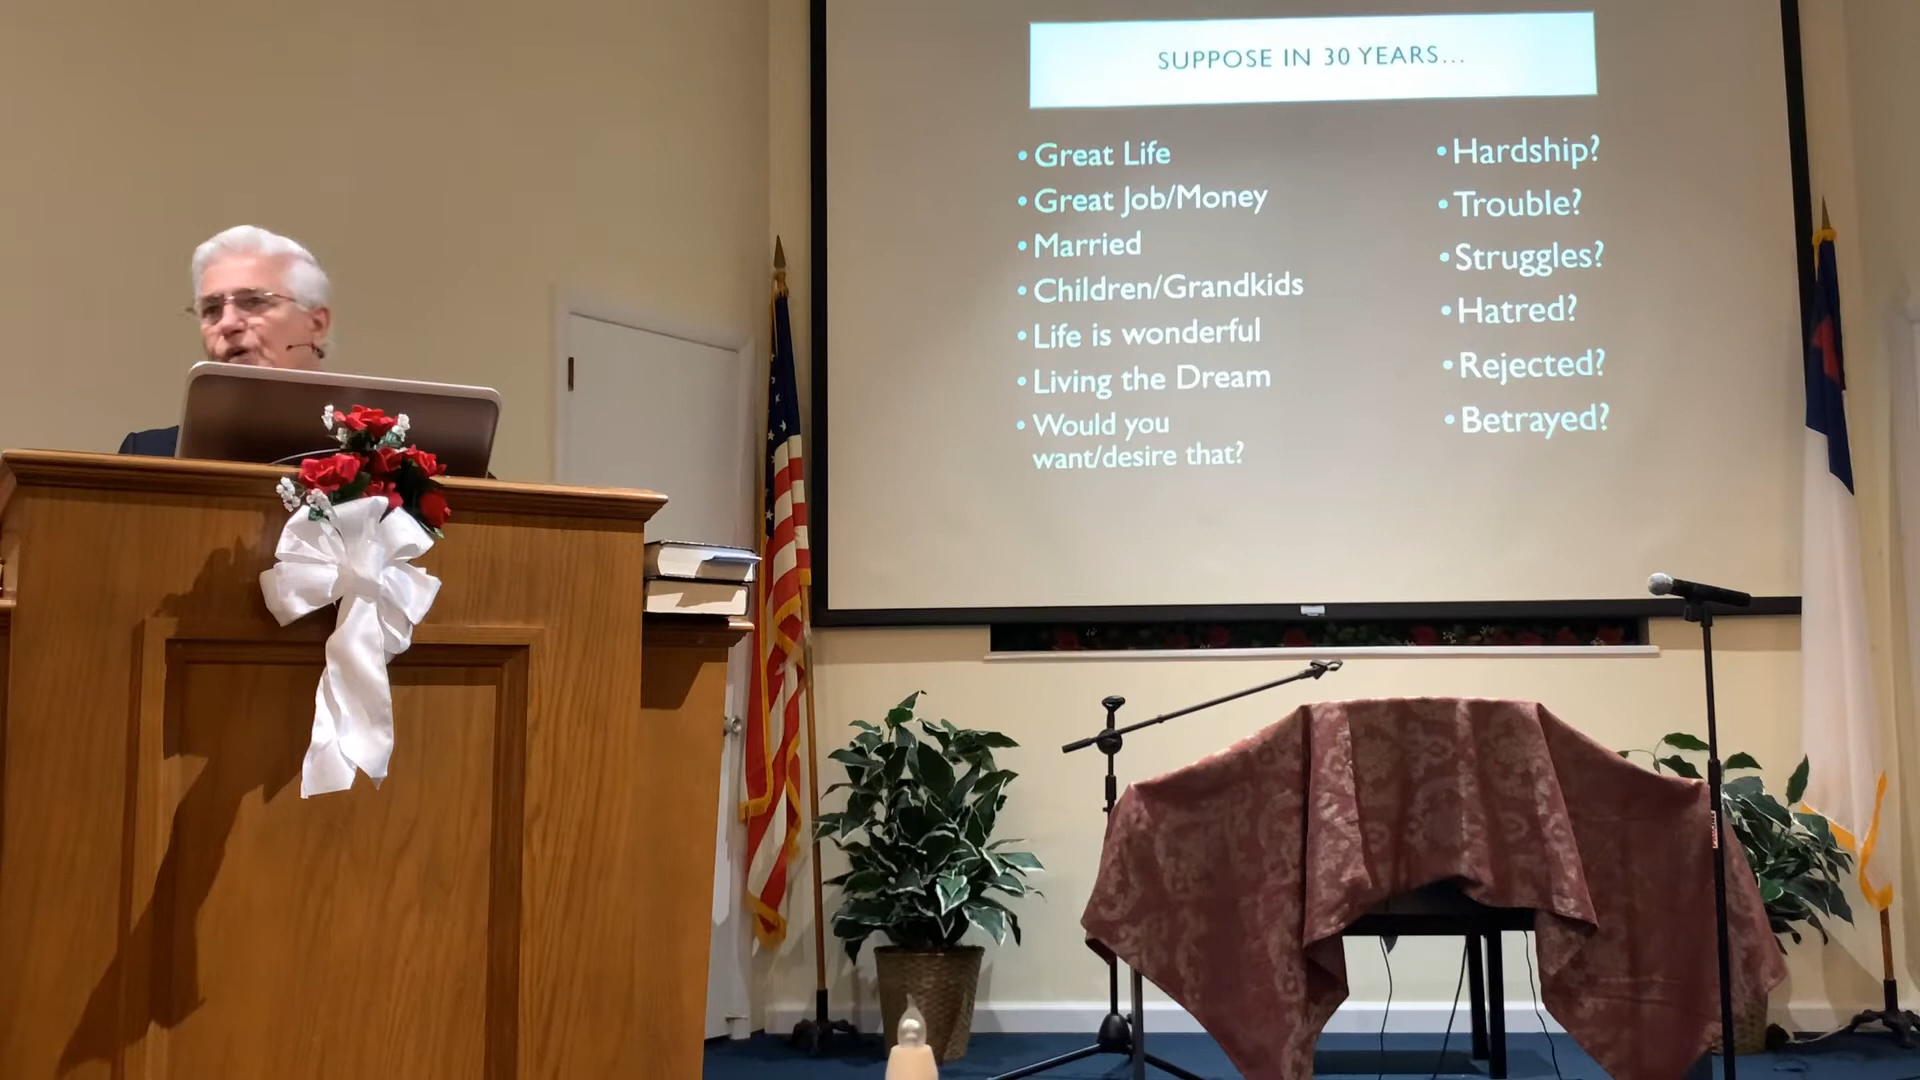 SUPPOSE IN 30 YEARS...
• Great Life
• Great Job/Money
• Married
• Children/Grandkids
• Life is wonderful
• Living the Dream
• Would you
want/desire that?
• Hardship?
• Trouble?
• Struggles?
• Hatred?
• Rejected?
• Betrayed?